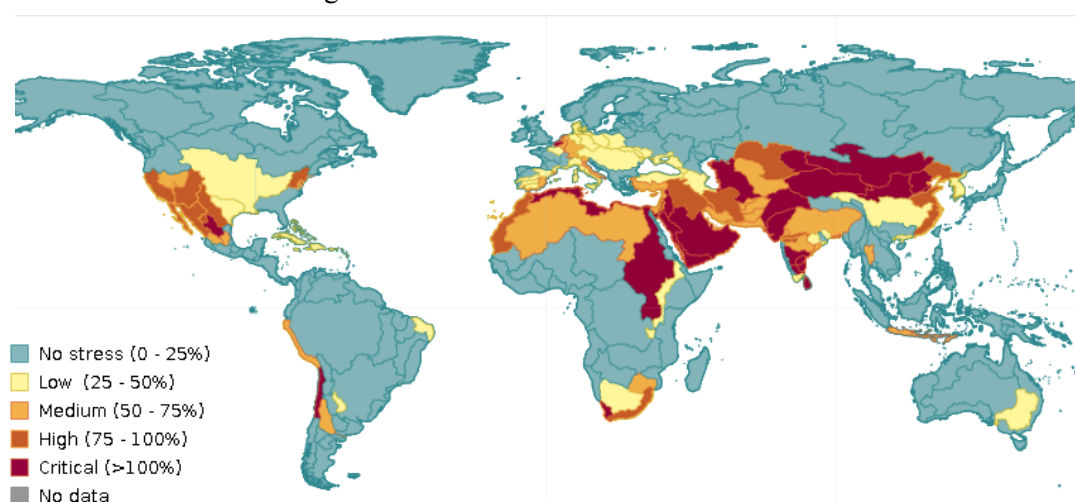 No stress (0 - 25%)
Low (25 - 50%)
Medium (50 - 75%)
High (75 - 100%)
Critical (>100%)
No data